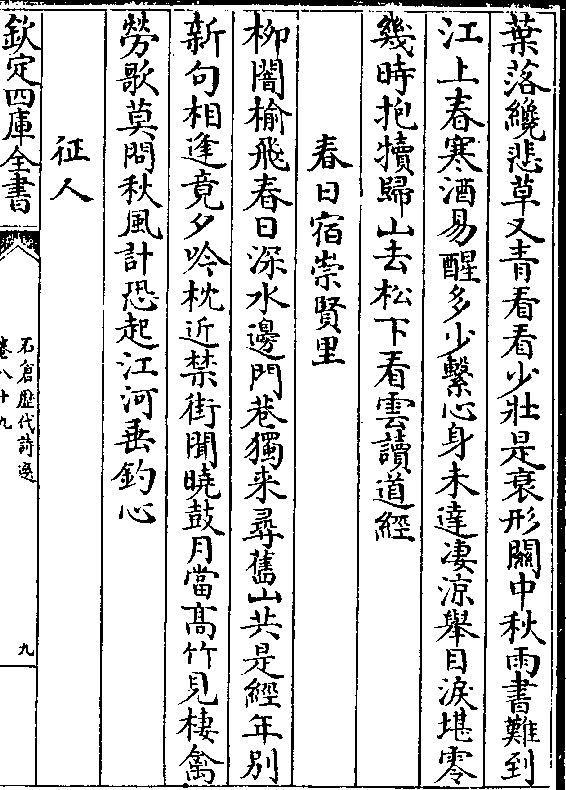 葉落纔悲草又青看看少壯是衰形關中秋雨書難到
江上春寒酒易醒多少繫心身未達凄涼舉目淚堪零
幾時抱犢歸山去松下看雲讀道經
春日宿崇賢里
柳闇榆飛春日深水邊門巷獨来尋舊山共是經年别
新句相逢竟夕吟枕近禁街聞曉鼓月當髙竹見棲禽
勞歌莫問秋風計恐起江河垂釣心
征人
欽定四庫全書
石倉歴代詩選
卷八十九
九